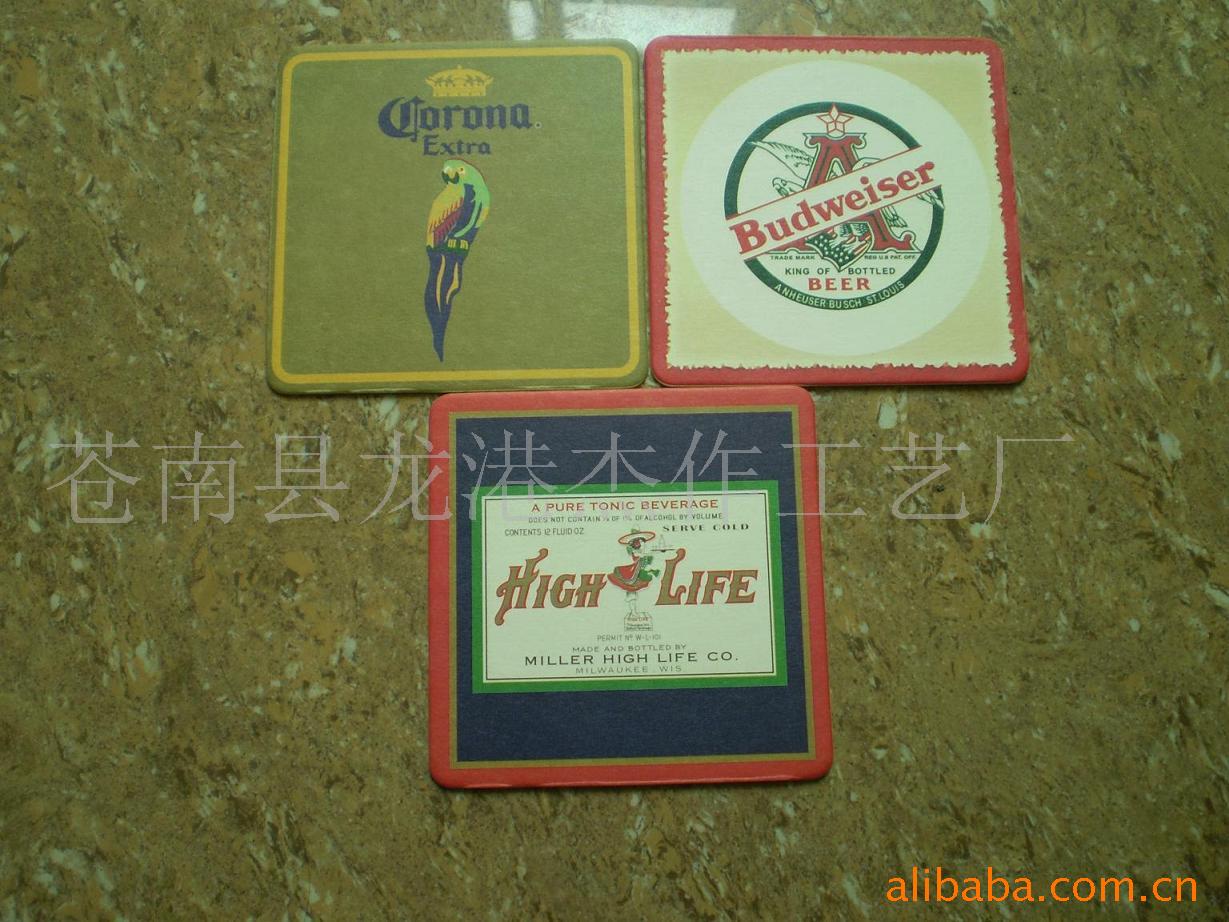 Corona
Extra
Budweiser
TRADE MARK
REG U.S PAT. OFF.
KING OF BOTTLED
BEER
ANHEUSER BUSCH ST. LOUIS
苍南县龙港杰作工艺厂
A PURE TONIC BEVERAGE
DOES NOT CONTAIN ½ OF 1% OF ALCOHOL BY VOLUME
CONTENTS 12 FLUID OZ.
SERVE COLD
HIGH LIFE
PERMIT Nº W-L-101
MADE AND BOTTLED BY
MILLER HIGH LIFE CO.
MILWAUKEE, WIS.
alibaba.com.cn